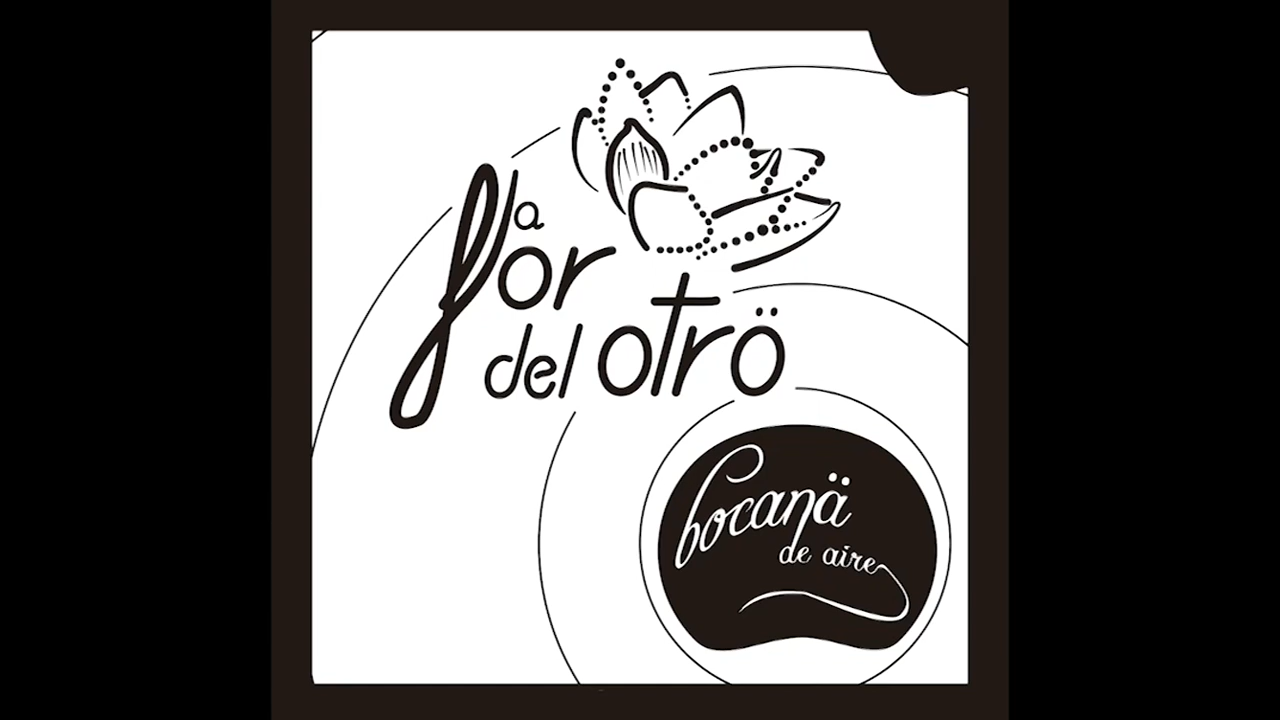 la
flor
del otrö
bocanä
de aire